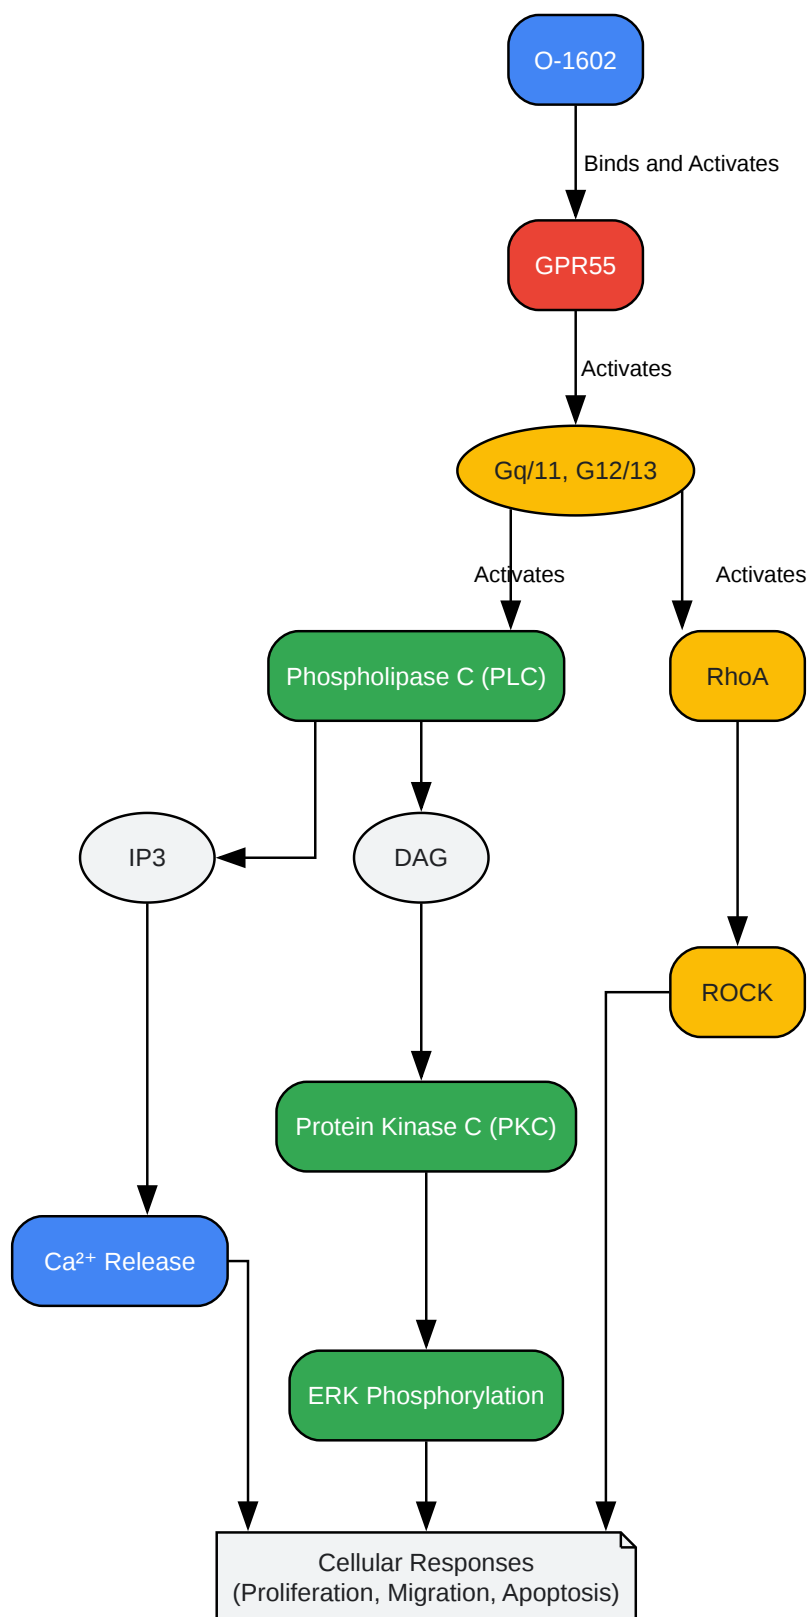 O-1602
Binds and Activates
GPR55
Activates
Gq/11, G12/13
Activates
Activates
Phospholipase C (PLC)
RhoA
IP3
DAG
ROCK
Protein Kinase C (PKC)
Ca²⁺ Release
ERK Phosphorylation
Cellular Responses
(Proliferation, Migration, Apoptosis)